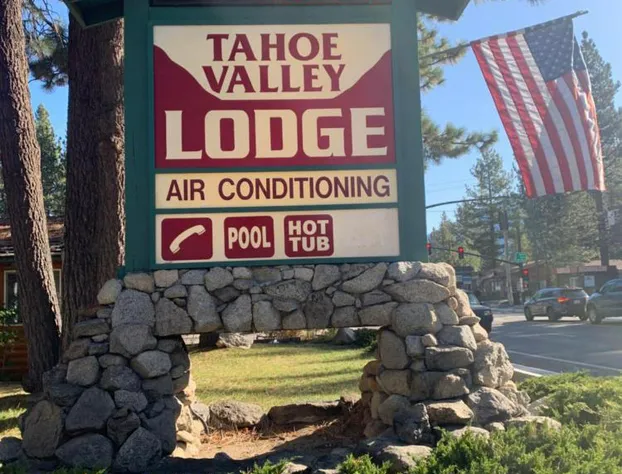 TAHOE
VALLEY
LODGE
AIR CONDITIONING
POOL
HOT
TUB